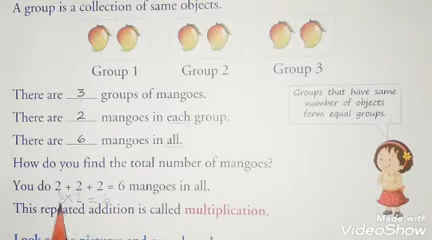 A group is a collection of same objects.
Group 1 Group 2 Group 3
There are 3 groups of mangoes.
There are 2 mangoes in each group.
There are 6 mangoes in all.
Groups that have same
number of objects
form equal groups.
How do you find the total number of mangoes?
You do 2 + 2 + 2 = 6 mangoes in all.
3 × 2 = 6
This repeated addition is called multiplication.
Made with
VideoShow